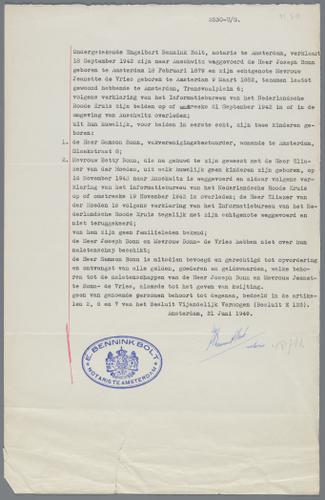 2530-U/S.
Ondergetekende Engelbert Bennink Bolt, notaris te Amsterdam, verklaart
18 September 1942 zijn naar Auschwitz weggevoerd de Heer Joseph Bonn
geboren te Amsterdam 18 Februari 1879 en zijn echtgenote Mevrouw
Jeanette de Vries geboren te Amsterdam 9 Maart 1882, tezamen laatst
gewoond hebbende te Amsterdam, Transvaalplein 6;
volgens verklaring van het Informatiebureau van het Nederlandsche
Roode Kruis zijn beiden op of omstreeks 21 September 1942 in of in de
omgeving van Auschwitz overleden;
uit hun huwelijk, voor beiden in eerste echt, zijn twee kinderen ge-
boren:
1. de Heer Samson Bonn, vakverenigingsbestuurder, wonende te Amsterdam,
8;
2. Mevrouw Betty Bonn, die na gehuwd te zijn geweest met de Heer Elie-
zer van der Hoeden, uit welk huwelijk geen kinderen zijn geboren, op
16 November 1943 naar Auschwitz is weggevoerd en aldaar volgens ver-
klaring van het informatiebureau van het Nederlandsche Roode Kruis
op of omstreeks 19 November 1943 is overleden; de Heer Eliezer van
der Hoeden is volgens verklaring van het Informatiebureau van het Ne-
derlandsche Roode Kruis tegelijk met zijn echtgenote weggevoerd en
niet teruggekeerd;
van hem zijn geen familieleden bekend;
de Heer Joseph Bonn en Mevrouw Bonn- de Vries hebben niet over hun
nalatenschap beschikt;
de Heer Samson Bonn is mitsdien bevoegd en gerechtigd tot opvordering
en ontvangst van alle gelden, goederen en geldswaarden, welke beho-
ren tot de nalatenschappen van de Heer Joseph Bonn en Mevrouw Jeanet-
te Bonn- de Vries, alsmede tot het geven van kwijting.
geen van genoemde personen behoort tot degenen, bedoeld in de artike-
len 2, 6 en 7 van het Besluit Vijandelijk Vermogen (Besluit E 133).
Amsterdam, 21 Juni 1949.
E. BENNINK BOLT
NOTARIS TE AMSTERDAM